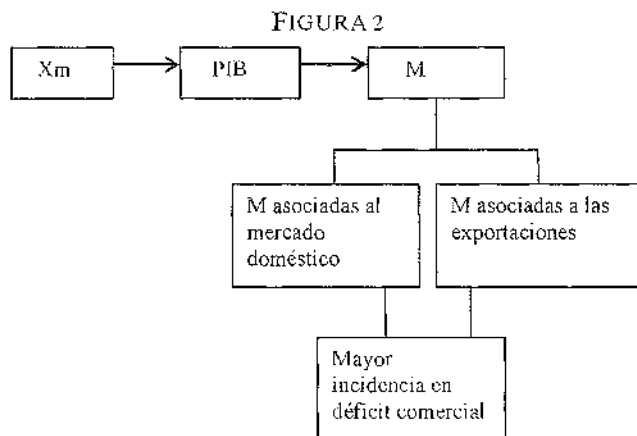 FIGURA 2
Xm
PIB
M
M asociadas al
mercado
doméstico
M asociadas a las
exportaciones
Mayor
incidencia en
déficit comercial